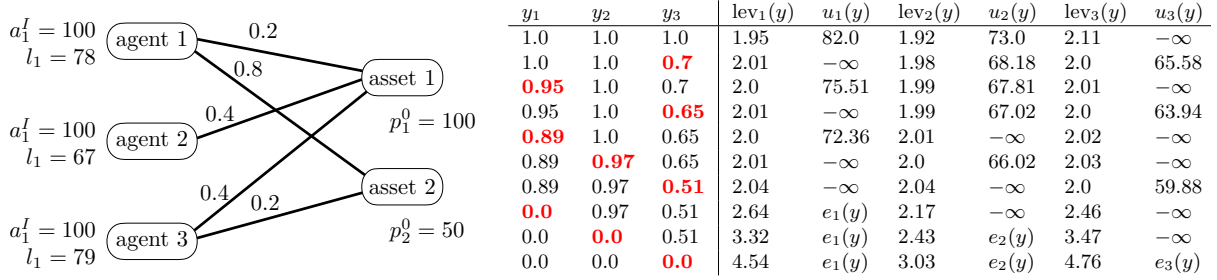 a_1^I = 100
l_1 = 78
agent 1
0.2
0.8
asset 1
p_1^0 = 100
a_1^I = 100
l_1 = 67
agent 2
0.4
asset 2
p_2^0 = 50
0.4
0.2
a_1^I = 100
l_1 = 79
agent 3
y_1 y_2 y_3 lev_1(y) u_1(y) lev_2(y) u_2(y) lev_3(y) u_3(y)
1.0 1.0 1.0 1.95 82.0 1.92 73.0 2.11 −∞
1.0 1.0 0.7 2.01 −∞ 1.98 68.18 2.0 65.58
0.95 1.0 0.7 2.0 75.51 1.99 67.81 2.01 −∞
0.95 1.0 0.65 2.01 −∞ 1.99 67.02 2.0 63.94
0.89 1.0 0.65 2.0 72.36 2.01 −∞ 2.02 −∞
0.89 0.97 0.65 2.01 −∞ 2.0 66.02 2.03 −∞
0.89 0.97 0.51 2.04 −∞ 2.04 −∞ 2.0 59.88
0.0 0.97 0.51 2.64 e_1(y) 2.17 −∞ 2.46 −∞
0.0 0.0 0.51 3.32 e_1(y) 2.43 e_2(y) 3.47 −∞
0.0 0.0 0.0 4.54 e_1(y) 3.03 e_2(y) 4.76 e_3(y)